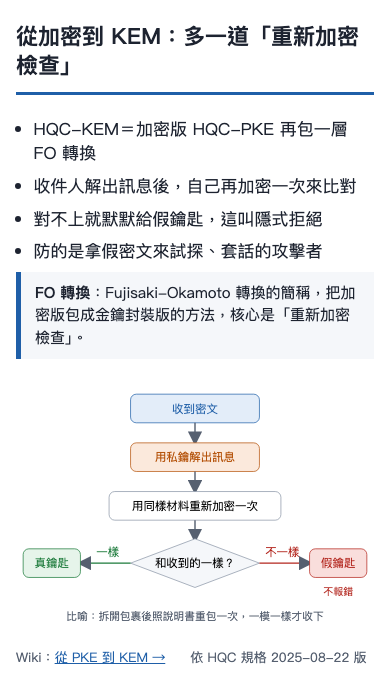 從加密到 KEM：多一道「重新加密
檢查」
• HQC-KEM＝加密版 HQC-PKE 再包一層
FO 轉換
• 收件人解出訊息後，自己再加密一次來比對
• 對不上就默默給假鑰匙，這叫隱式拒絕
• 防的是拿假密文來試探、套話的攻擊者
FO 轉換：Fujisaki–Okamoto 轉換的簡稱，把加
密版包成金鑰封裝版的方法，核心是「重新加密
檢查」。
收到密文
用私鑰解出訊息
用同樣材料重新加密一次
一樣
不一樣
真鑰匙
和收到的一樣？
假鑰匙
不報錯
比喻：拆開包裹後照說明書重包一次，一模一樣才收下
Wiki：從 PKE 到 KEM → 依 HQC 規格 2025-08-22 版